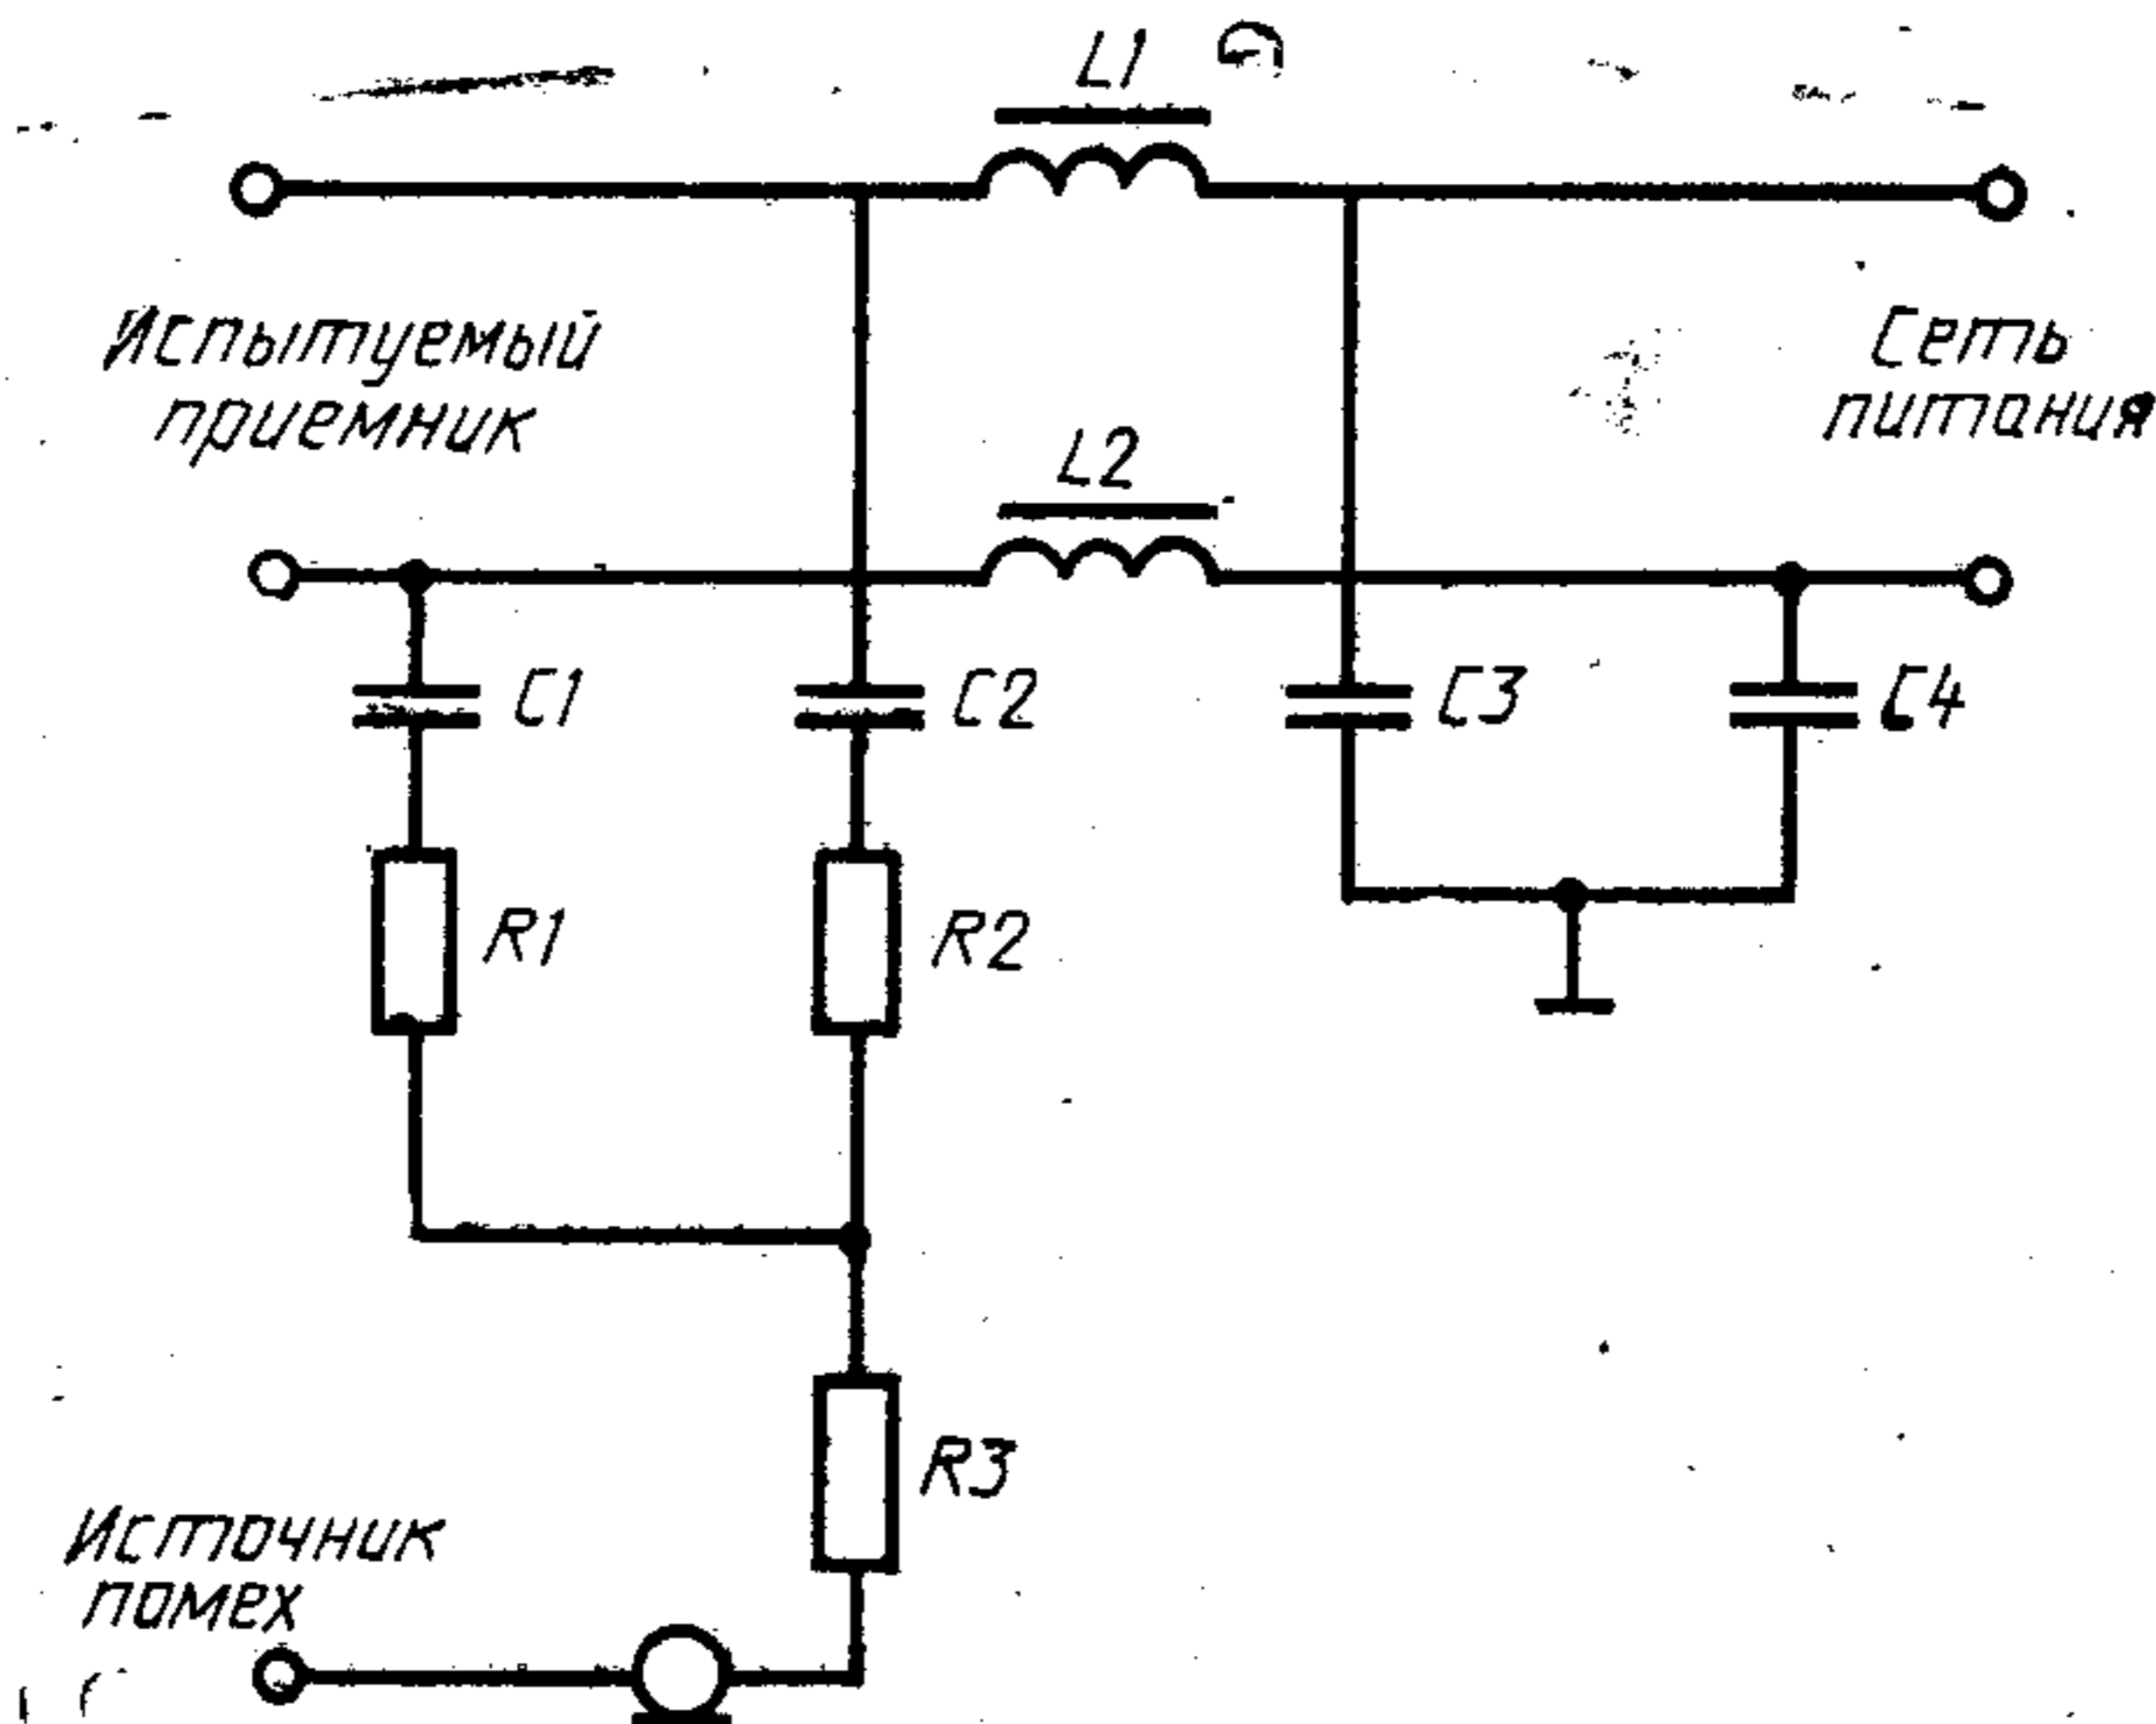 L1
Испытуемый
приемник
Сеть
питания
L2
C1
C2
C3
C4
R1
R2
R3
Источник
помех